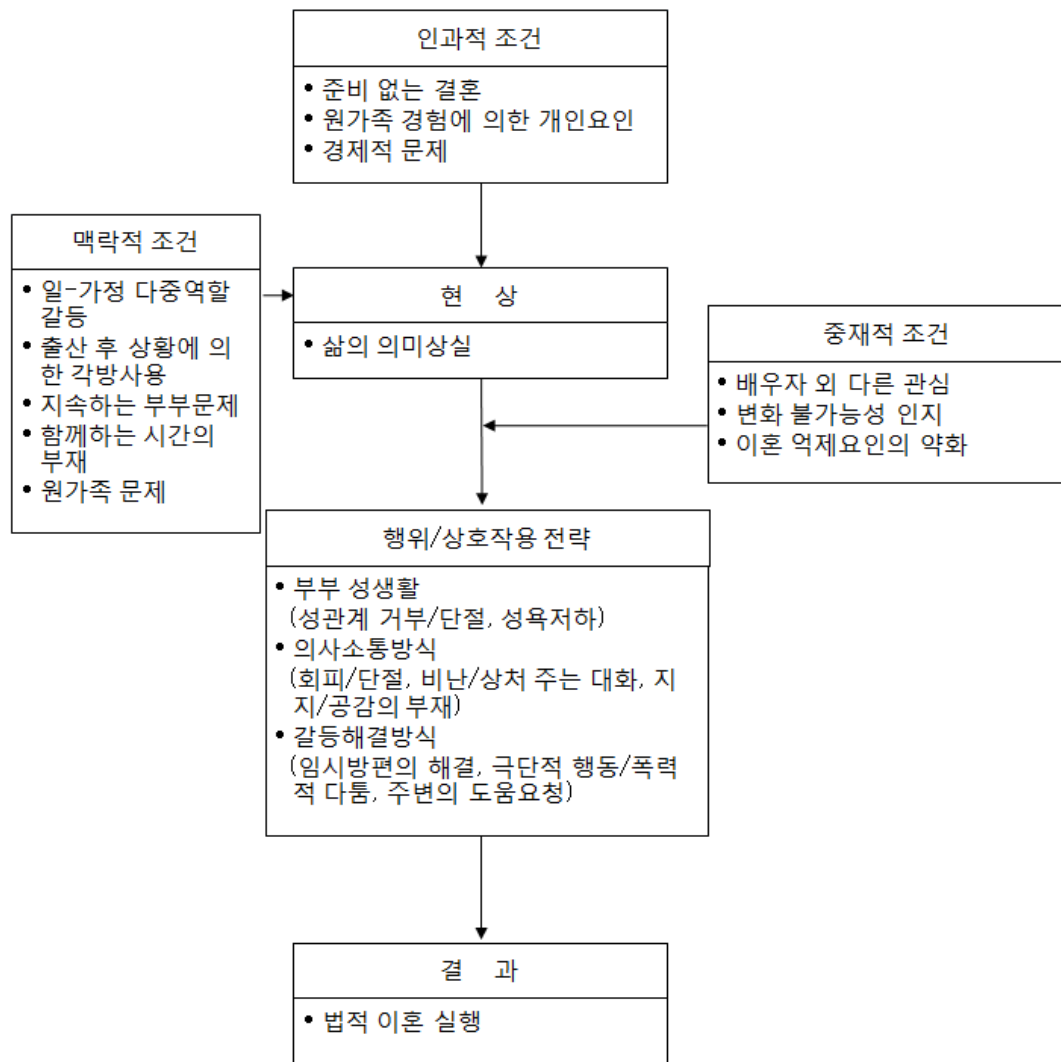 인과적 조건
• 준비 없는 결혼
• 원가족 경험에 의한 개인요인
• 경제적 문제
맥락적 조건
• 일-가정 다중역할
갈등
• 출산 후 상황에 의
한 각방사용
• 지속하는 부부문제
• 함께하는 시간의
부재
• 원가족 문제
현 상
• 삶의 의미상실
중재적 조건
• 배우자 외 다른 관심
• 변화 불가능성 인지
• 이혼 억제요인의 약화
행위/상호작용 전략
• 부부 성생활
(성관계 거부/단절, 성욕저하)
• 의사소통방식
(회피/단절, 비난/상처 주는 대화, 지
지/공감의 부재)
• 갈등해결방식
(임시방편의 해결, 극단적 행동/폭력
적 다툼, 주변의 도움요청)
결 과
• 법적 이혼 실행